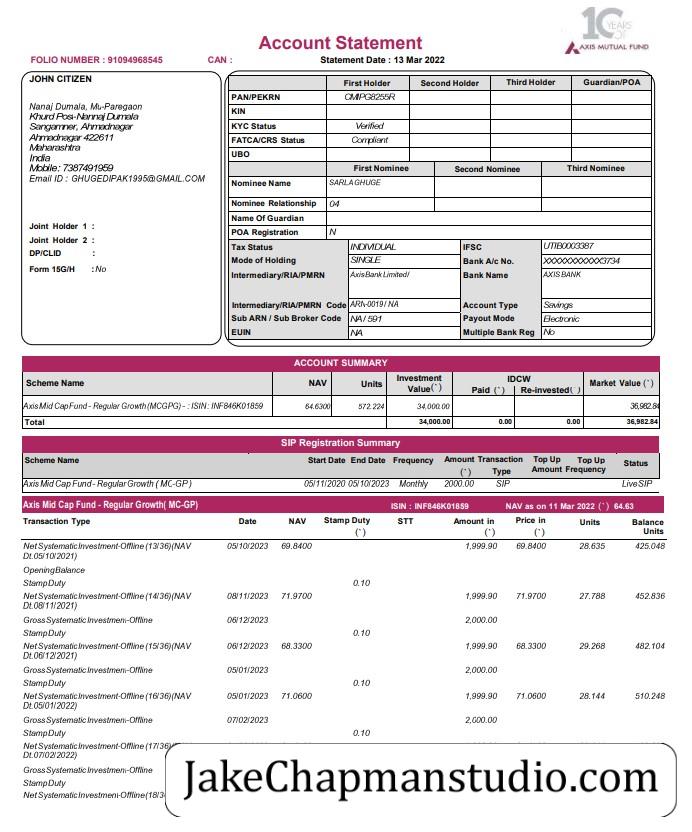 10 YEARS OF
AXIS MUTUAL FUND
Account Statement
FOLIO NUMBER : 91094968545 CAN : Statement Date : 13 Mar 2022
JOHN CITIZEN
Nanaj Dumala, Mu-Paregaon
Khurd Pos-Nannaj Dumala
Sangamner, Ahmadnagar
Ahmadnagar 422611
Maharashtra
India
Mobile: 7387491959
Email ID : GHUGEDIPAK1995@GMAIL.COM
Joint Holder 1 :
Joint Holder 2 :
DP/CLID :
Form 15G/H : No
First Holder Second Holder Third Holder Guardian/POA
PAN/PEKRN CMIPG8255R
KIN
KYC Status Verified
FATCA/CRS Status Compliant
UBO
First Nominee Second Nominee Third Nominee
Nominee Name SARLA GHUGE
Nominee Relationship 04
Name Of Guardian
POA Registration N
Tax Status INDIVIDUAL IFSC UTIB0003387
Mode of Holding SINGLE Bank A/c No. XXXXXXXXXXX3734
Intermediary/RIA/PMRN Axis Bank Limited/ Bank Name AXIS BANK
Intermediary/RIA/PMRN Code ARN-0019/ NA Account Type Savings
Sub ARN / Sub Broker Code NA / 591 Payout Mode Electronic
EUIN NA Multiple Bank Reg No
ACCOUNT SUMMARY
Scheme Name NAV Units Investment Value(`) IDCW Paid (`) Re-invested(`) Market Value (`)
Axis Mid Cap Fund - Regular Growth (MCGPG) - : ISIN : INF846K01859 64.6300 572.224 34,000.00 36,982.84
Total 34,000.00 0.00 0.00 36,982.84
SIP Registration Summary
Scheme Name Start Date End Date Frequency Amount (`) Transaction Type Top Up Amount Top Up Frequency Status
Axis Mid Cap Fund - Regular Growth ( MC-GP ) 05/11/2020 05/10/2023 Monthly 2000.00 SIP Live SIP
Axis Mid Cap Fund - Regular Growth( MC-GP) ISIN : INF846K01859 NAV as on 11 Mar 2022 (`) 64.63
Transaction Type Date NAV Stamp Duty (`) STT Amount in (`) Price in (`) Units Balance Units
Net Systematic Investment-Offline (13/36) (NAV 05/10/2023 69.8400 1,999.90 69.8400 28.635 425.048
Dt.05/10/2021)
Opening Balance
Stamp Duty 0.10
Net Systematic Investment-Offline (14/36) (NAV 08/11/2023 71.9700 1,999.90 71.9700 27.788 452.836
Dt.08/11/2021)
Gross Systematic Investmen-Offline 06/12/2023 2,000.00
Stamp Duty 0.10
Net Systematic Investment-Offline (15/36) (NAV 06/12/2023 68.3300 1,999.90 68.3300 29.268 482.104
Dt.06/12/2021)
Gross Systematic Investmen-Offline 05/01/2023 2,000.00
Stamp Duty 0.10
Net Systematic Investment-Offline (16/36) (NAV 05/01/2023 71.0600 1,999.90 71.0600 28.144 510.248
Dt.05/01/2022)
Gross Systematic Investmen-Offline 07/02/2023 2,000.00
Stamp Duty 0.10
Net Systematic Investment-Offline (17/36)
Dt.07/02/2022)
Gross Systematic Investmen-Offline
Stamp Duty
Net Systematic Investment-Offline (18/3
JakeChapmanstudio.com